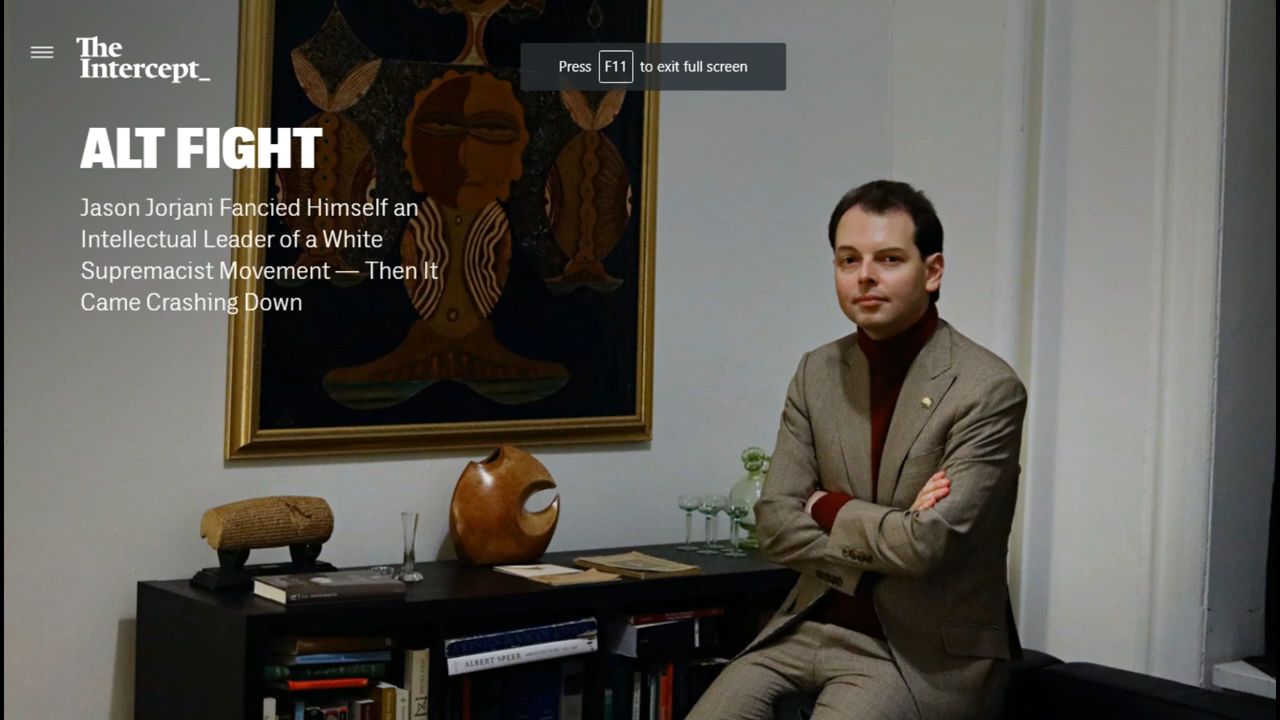 The
Intercept_
Press F11 to exit full screen
ALT FIGHT
Jason Jorjani Fancied Himself an
Intellectual Leader of a White
Supremacist Movement — Then It
Came Crashing Down
ALBERT SPEER